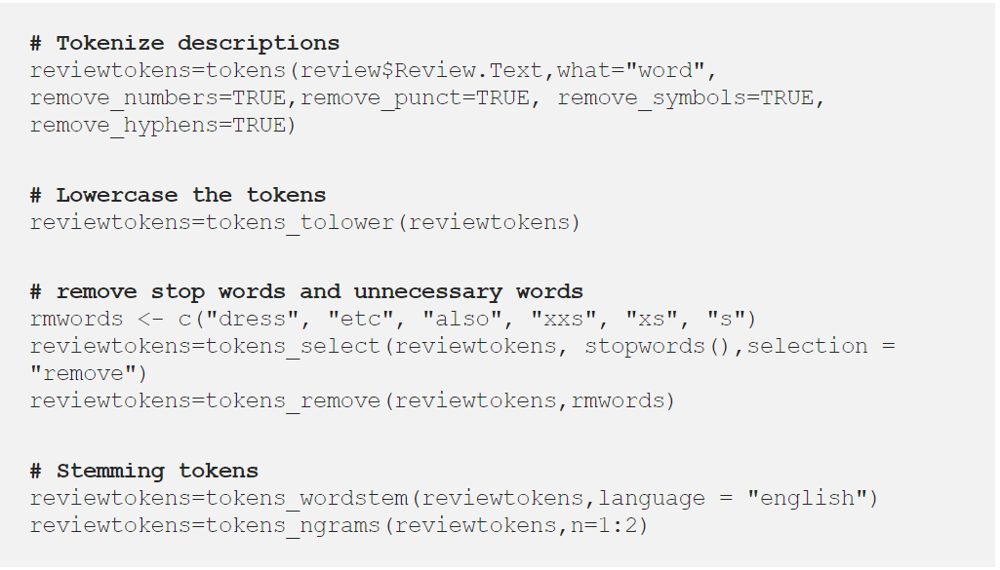 # Tokenize descriptions
reviewtokens=tokens(review$Review.Text,what="word",
remove_numbers=TRUE,remove_punct=TRUE, remove_symbols=TRUE,
remove_hyphens=TRUE)
# Lowercase the tokens
reviewtokens=tokens_tolower(reviewtokens)
# remove stop words and unnecessary words
rmwords <- c("dress", "etc", "also", "xxs", "xs", "s")
reviewtokens=tokens_select(reviewtokens, stopwords(),selection =
"remove")
reviewtokens=tokens_remove(reviewtokens,rmwords)
# Stemming tokens
reviewtokens=tokens_wordstem(reviewtokens,language = "english")
reviewtokens=tokens_ngrams(reviewtokens,n=1:2)